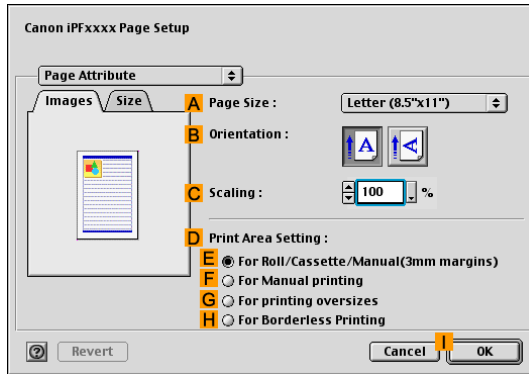 Canon iPFxxxx Page Setup
Page Attribute
Images Size
A Page Size : Letter (8.5"x11")
B Orientation : A A
C Scaling : 100 %
D Print Area Setting :
E For Roll/Cassette/Manual(3mm margins)
F For Manual printing
G For printing oversizes
H For Borderless Printing
? Revert Cancel I OK